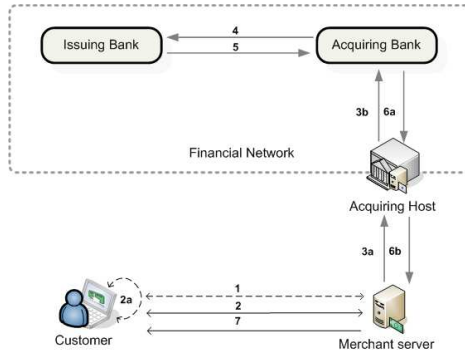 4
Issuing Bank
Acquiring Bank
5
3b
6a
Financial Network
Acquiring Host
3a
6b
1
2a
2
7
Customer
Merchant server